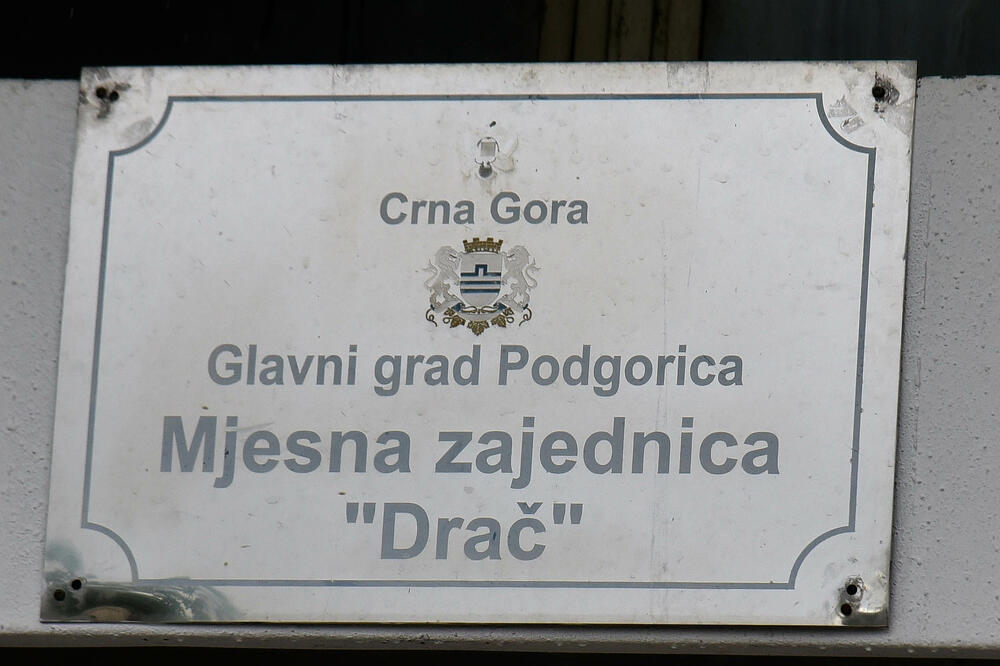 Crna Gora
Glavni grad Podgorica
Mjesna zajednica
"Drač"